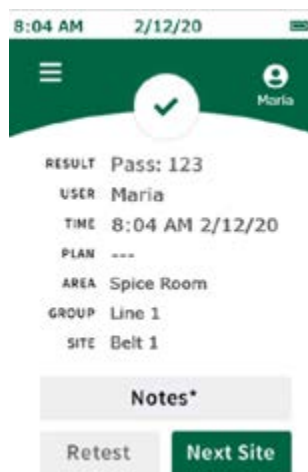 8:04 AM 2/12/20
Maria
RESULT Pass: 123
USER Maria
TIME 8:04 AM 2/12/20
PLAN ---
AREA Spice Room
GROUP Line 1
SITE Belt 1
Notes*
Retest Next Site